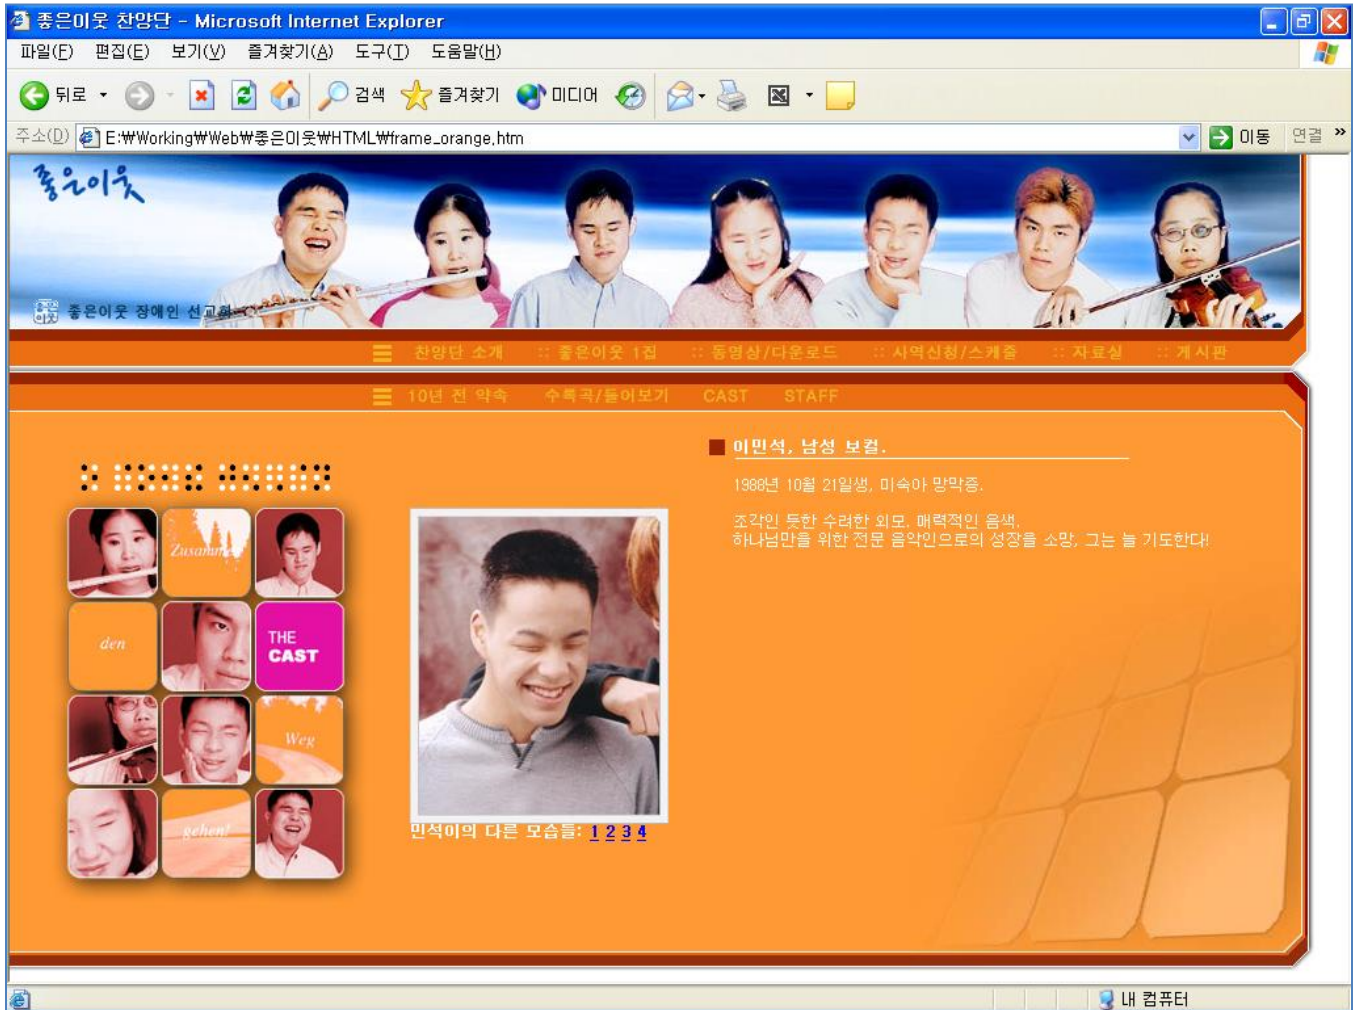 좋은이웃 찬양단 - Microsoft Internet Explorer
파일(F) 편집(E) 보기(V) 즐겨찾기(A) 도구(T) 도움말(H)
뒤로 검색 즐겨찾기 미디어
주소(D) E:₩Working₩Web₩좋은이웃₩HTML₩frame_orange.htm 이동 연결 »
좋은이웃
이웃 좋은이웃 장애인 선교회
찬양단 소개 :: 좋은이웃 1집 :: 동영상/다운로드 :: 사역신청/스케줄 :: 자료실 :: 게시판
10년 전 약속 수록곡/들어보기 CAST STAFF
이민석, 남성 보컬.
1988년 10월 21일생, 미숙아 망막증.
조각인 듯한 수려한 외모. 매력적인 음색.
하나님만을 위한 전문 음악인으로의 성장을 소망, 그는 늘 기도한다!
Zusamme
den
THE
CAST
Weg
gehen?
민석이의 다른 모습들: 1 2 3 4
내 컴퓨터